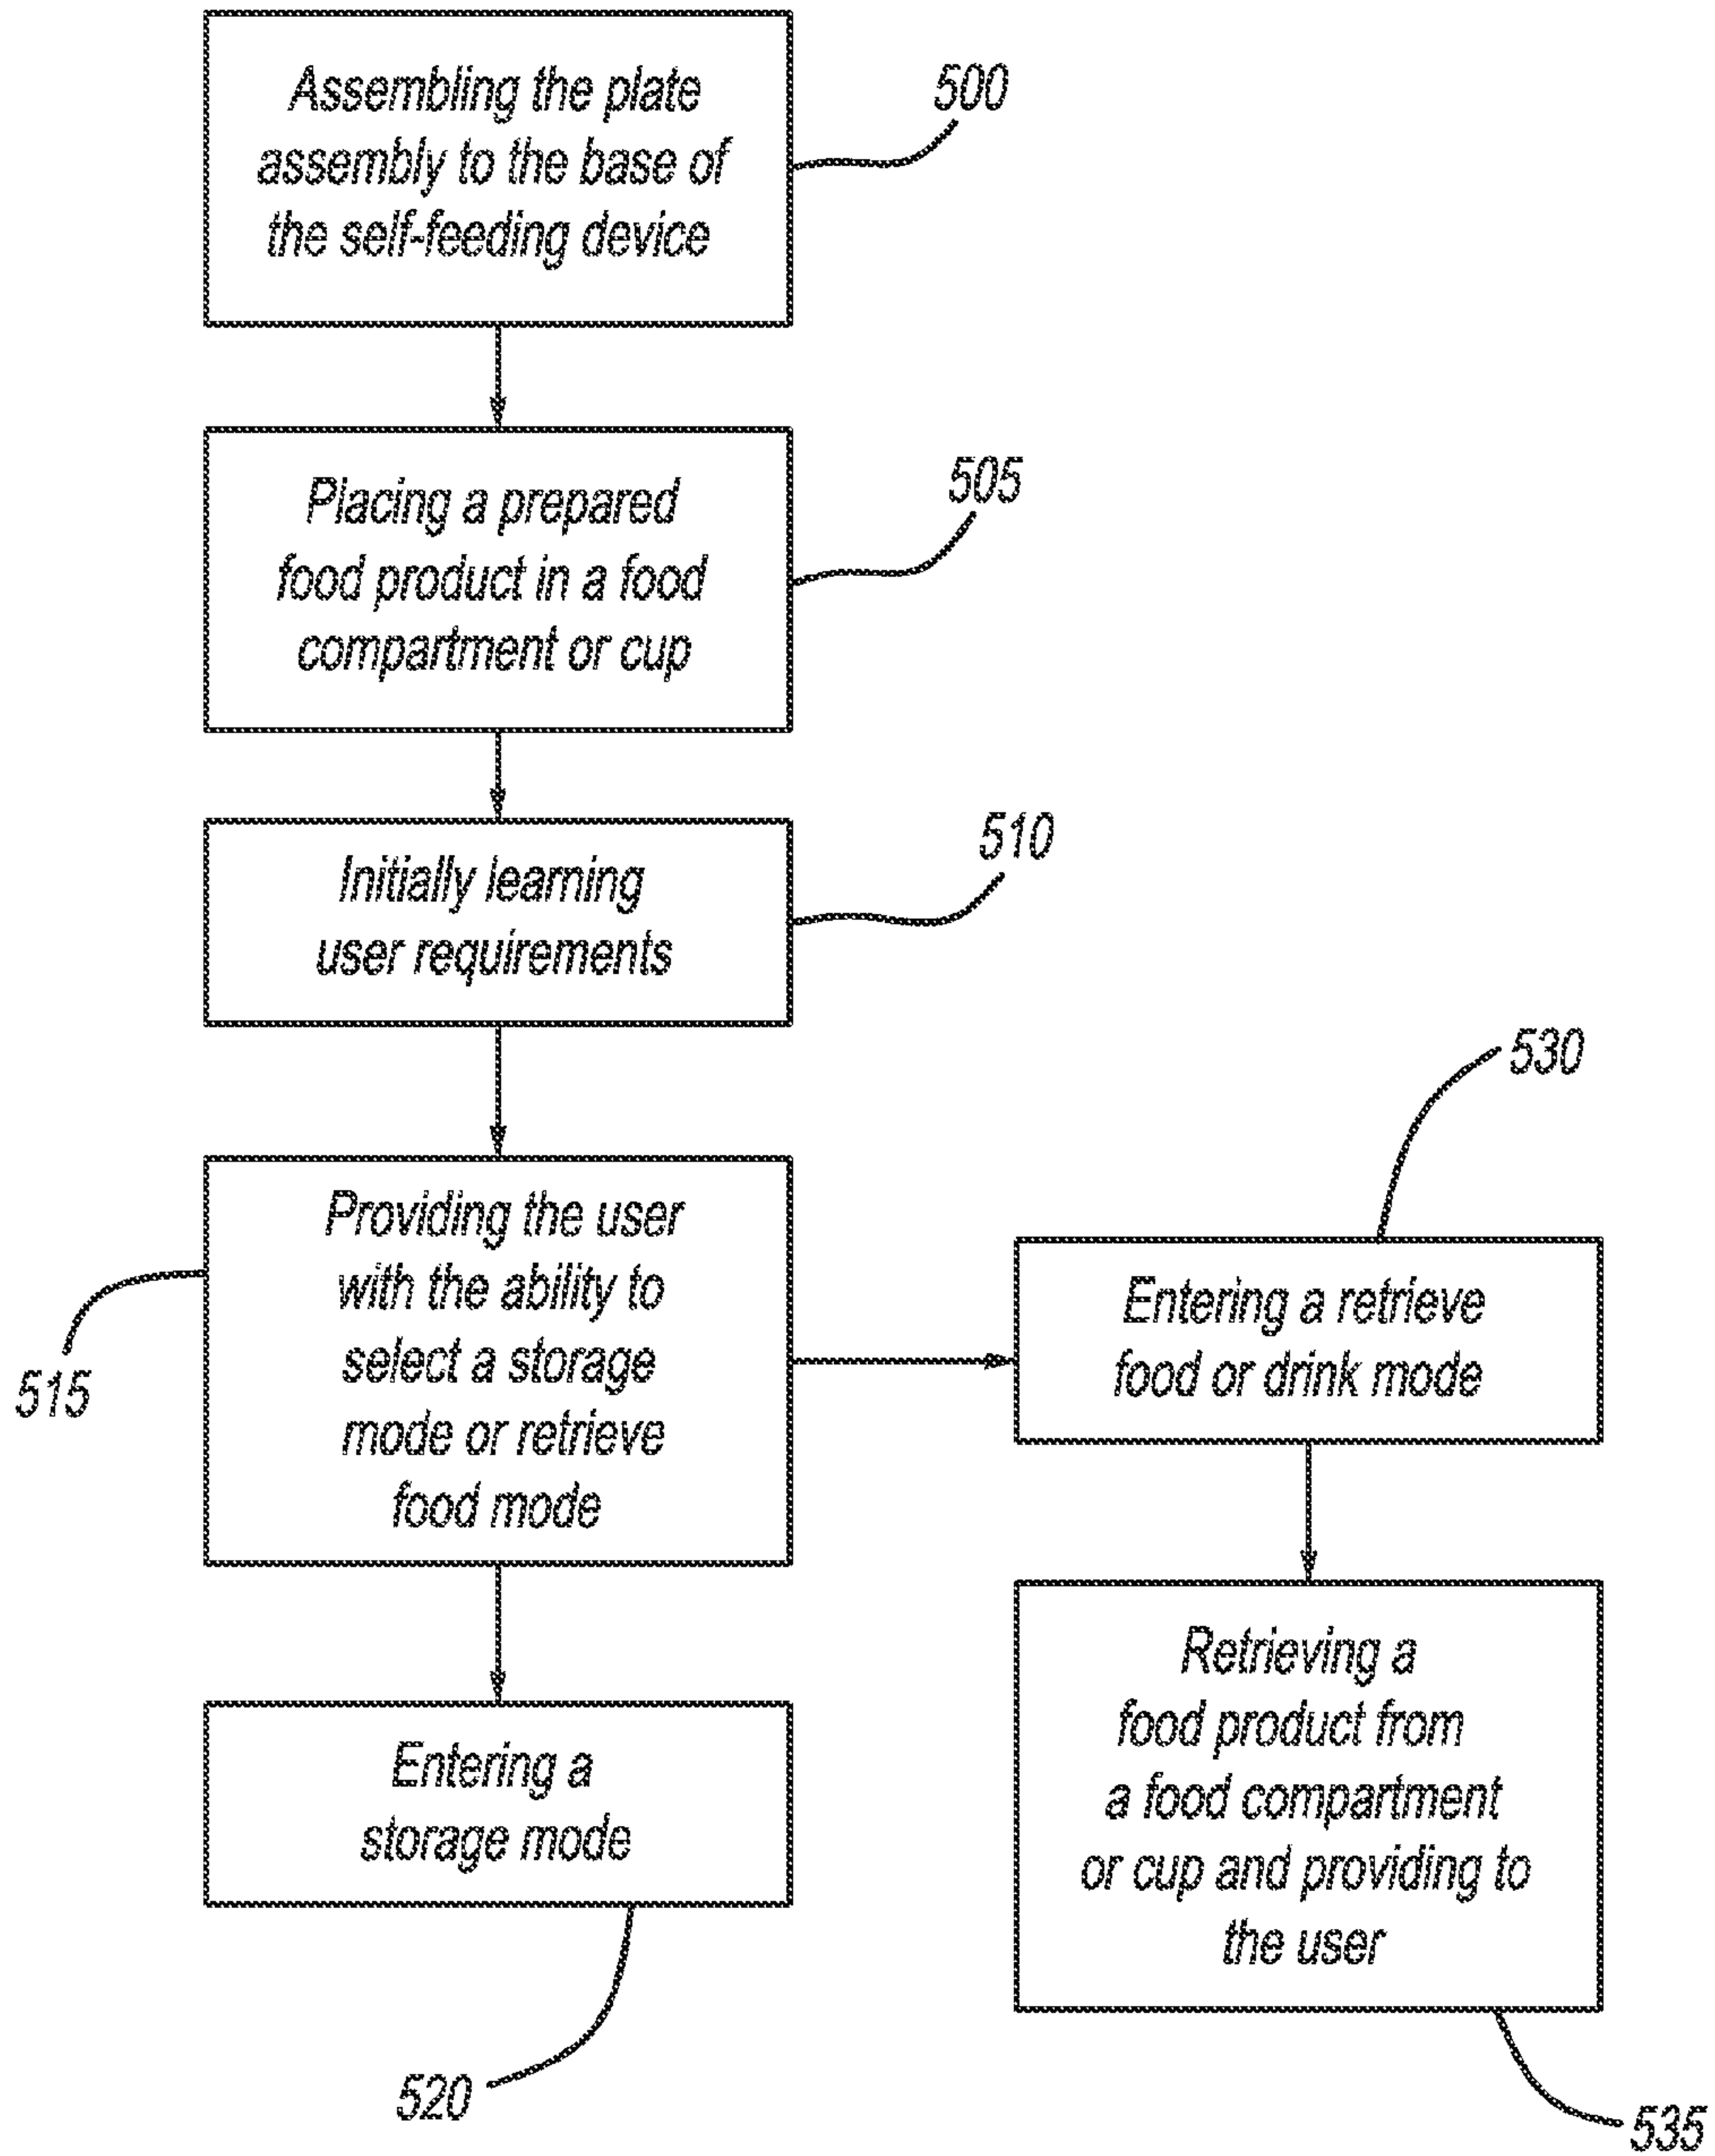 Assembling the plate
assembly to the base of
the self-feeding device
500
Placing a prepared
food product in a food
compartment or cup
505
Initially learning
user requirements
510
Providing the user
with the ability to
select a storage
mode or retrieve
food mode
515
Entering a
storage mode
520
Entering a retrieve
food or drink mode
530
Retrieving a
food product from
a food compartment
or cup and providing to
the user
535